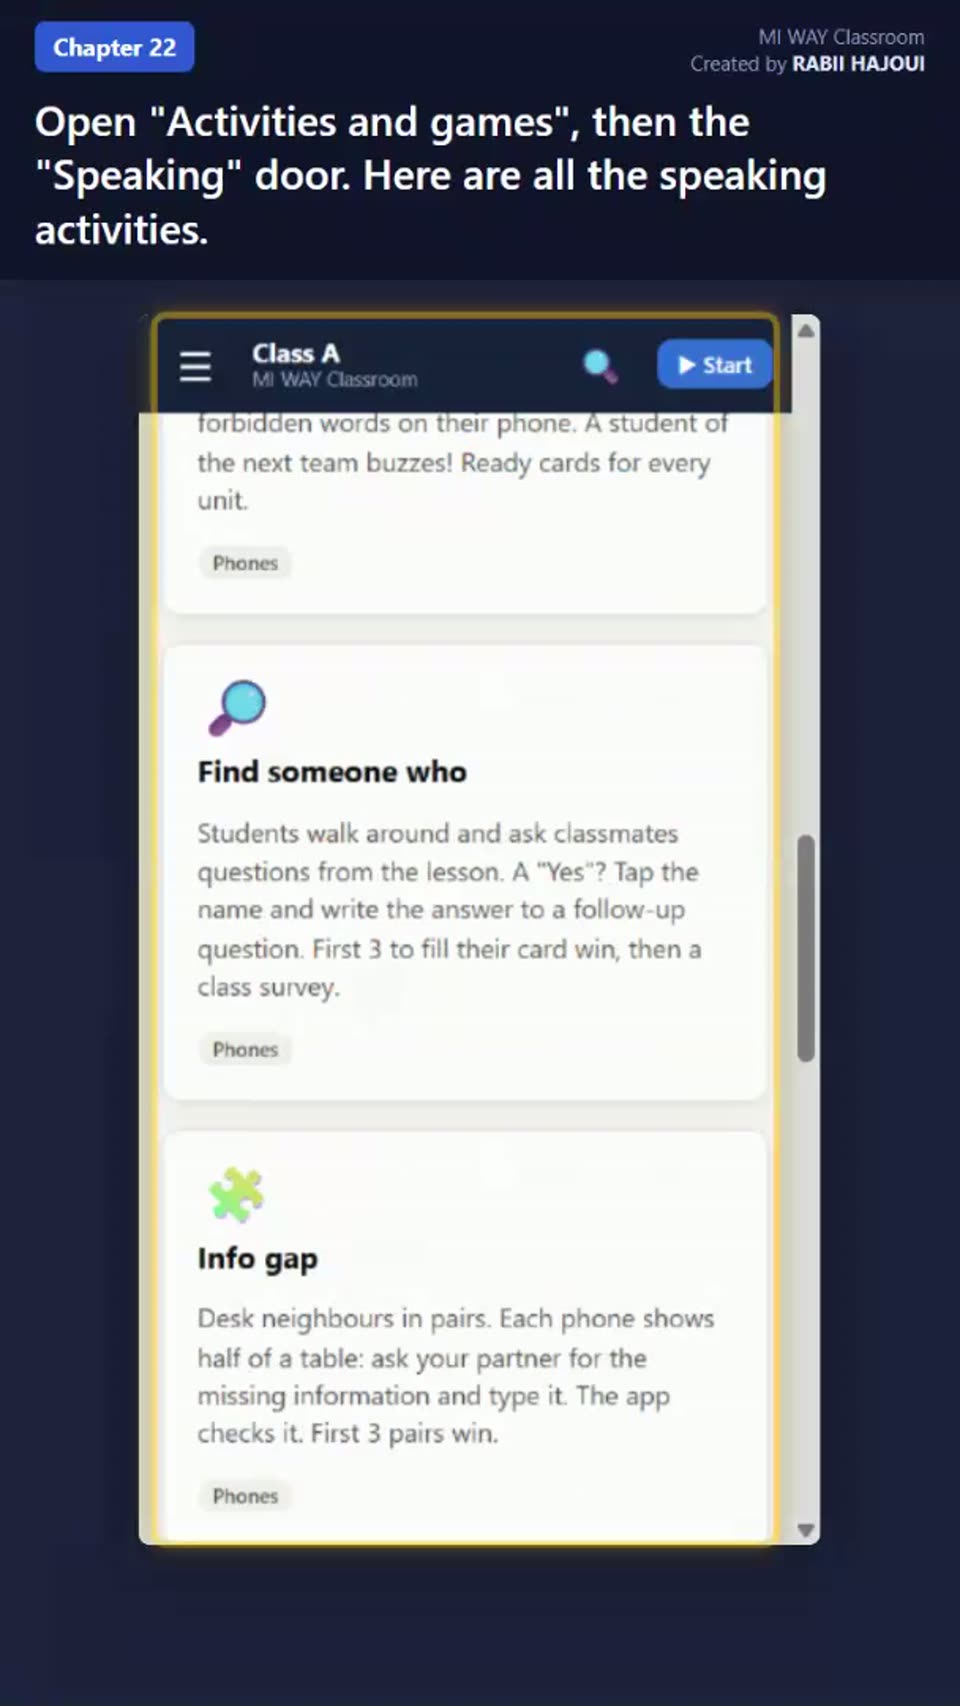 Chapter 22
MI WAY Classroom
Created by RABII HAJOUI
Open "Activities and games", then the
"Speaking" door. Here are all the speaking
activities.
Class A
MI WAY Classroom
Start
forbidden words on their phone. A student of
the next team buzzes! Ready cards for every
unit.
Phones
Find someone who
Students walk around and ask classmates
questions from the lesson. A "Yes"? Tap the
name and write the answer to a follow-up
question. First 3 to fill their card win, then a
class survey.
Phones
Info gap
Desk neighbours in pairs. Each phone shows
half of a table: ask your partner for the
missing information and type it. The app
checks it. First 3 pairs win.
Phones